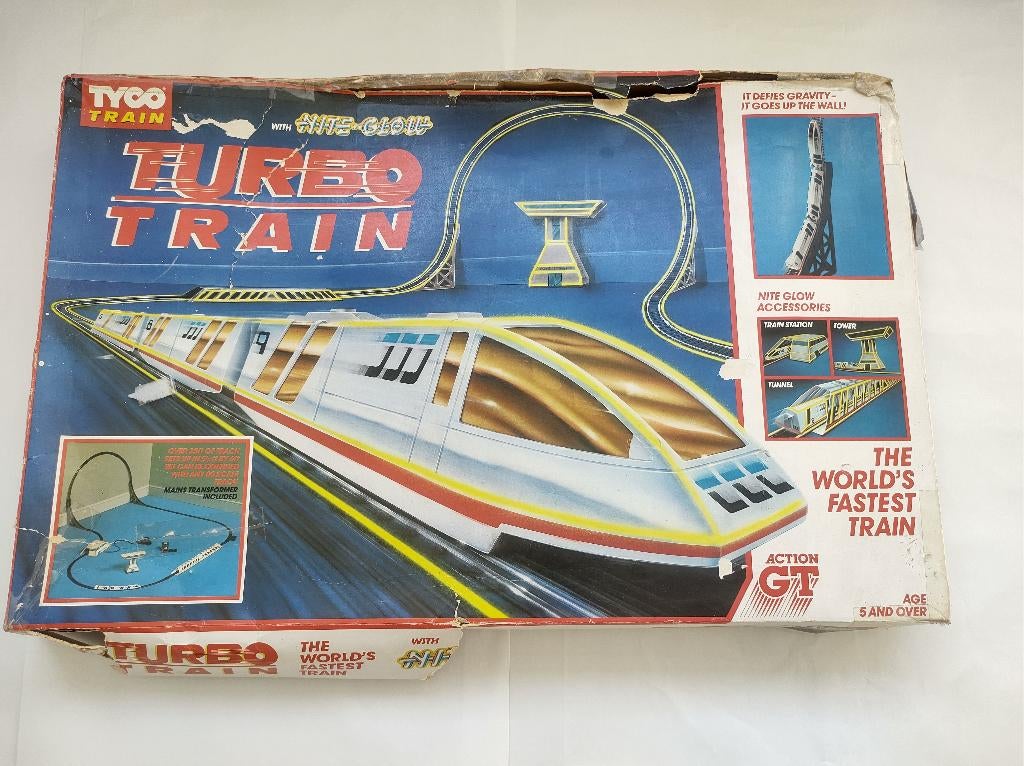 TYCO
TRAIN
WITH NITE-GLOW
TURBO
TRAIN
IT DEFIES GRAVITY-
IT GOES UP THE WALL!
NITE GLOW
ACCESSORIES
TRAIN STATION
TOWER
TUNNEL
9
8
MAINS TRANSFORMER
INCLUDED
THE
WORLD'S
FASTEST
TRAIN
ACTION
GT
AGE
5 AND OVER
TURBO
TRAIN
THE
WORLD'S
FASTEST
TRAIN
WITH